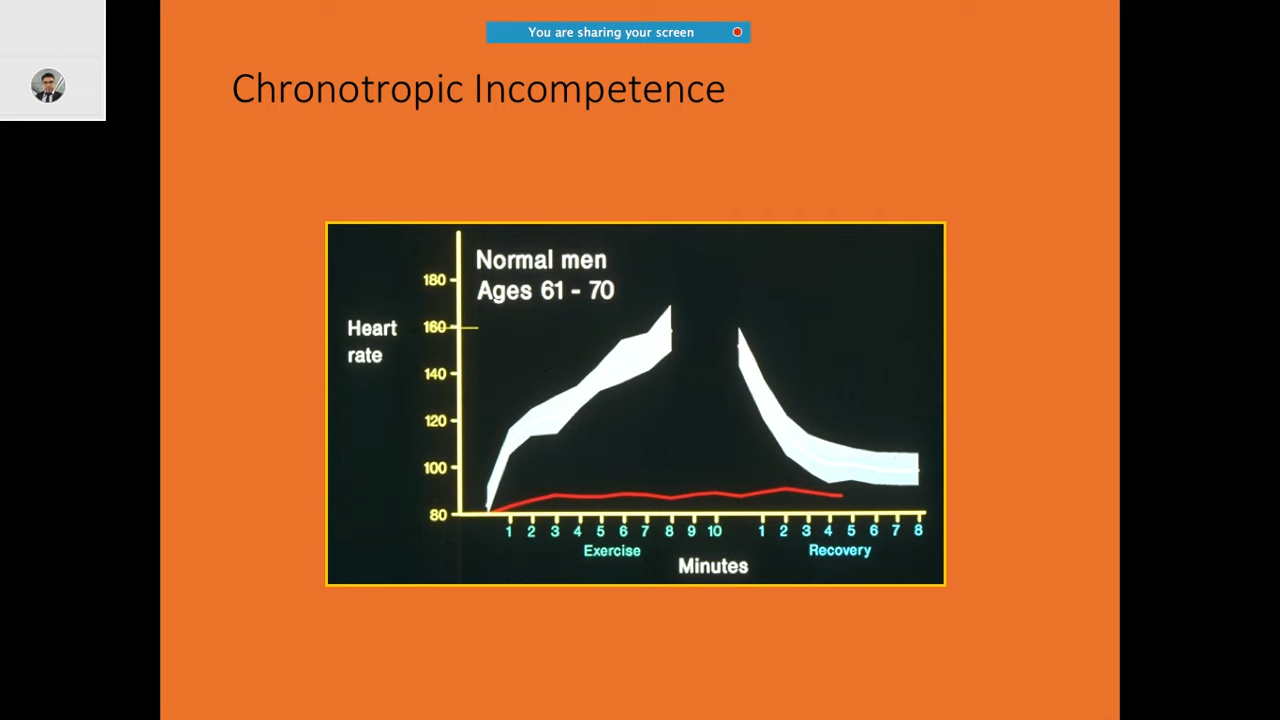 You are sharing your screen
Chronotropic Incompetence
Normal men
Ages 61 - 70
Heart
rate
180
160
140
120
100
80
1 2 3 4 5 6 7 8 9 10 1 2 3 4 5 6 7 8
Exercise Recovery
Minutes